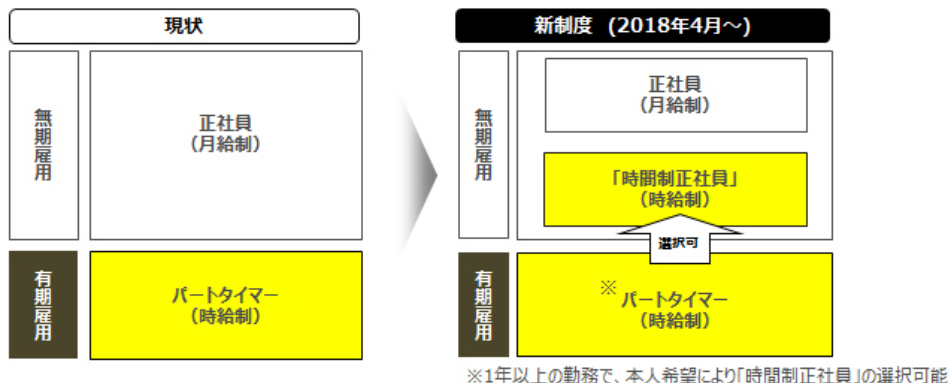 現状
無期雇用
正社員
（月給制）
有期雇用
パートタイマー
（時給制）
新制度 (2018年4月～)
無期雇用
正社員
（月給制）
「時間制正社員」
（時給制）
選択可
有期雇用
※パートタイマー
（時給制）
※1年以上の勤務で、本人希望により「時間制正社員」の選択可能